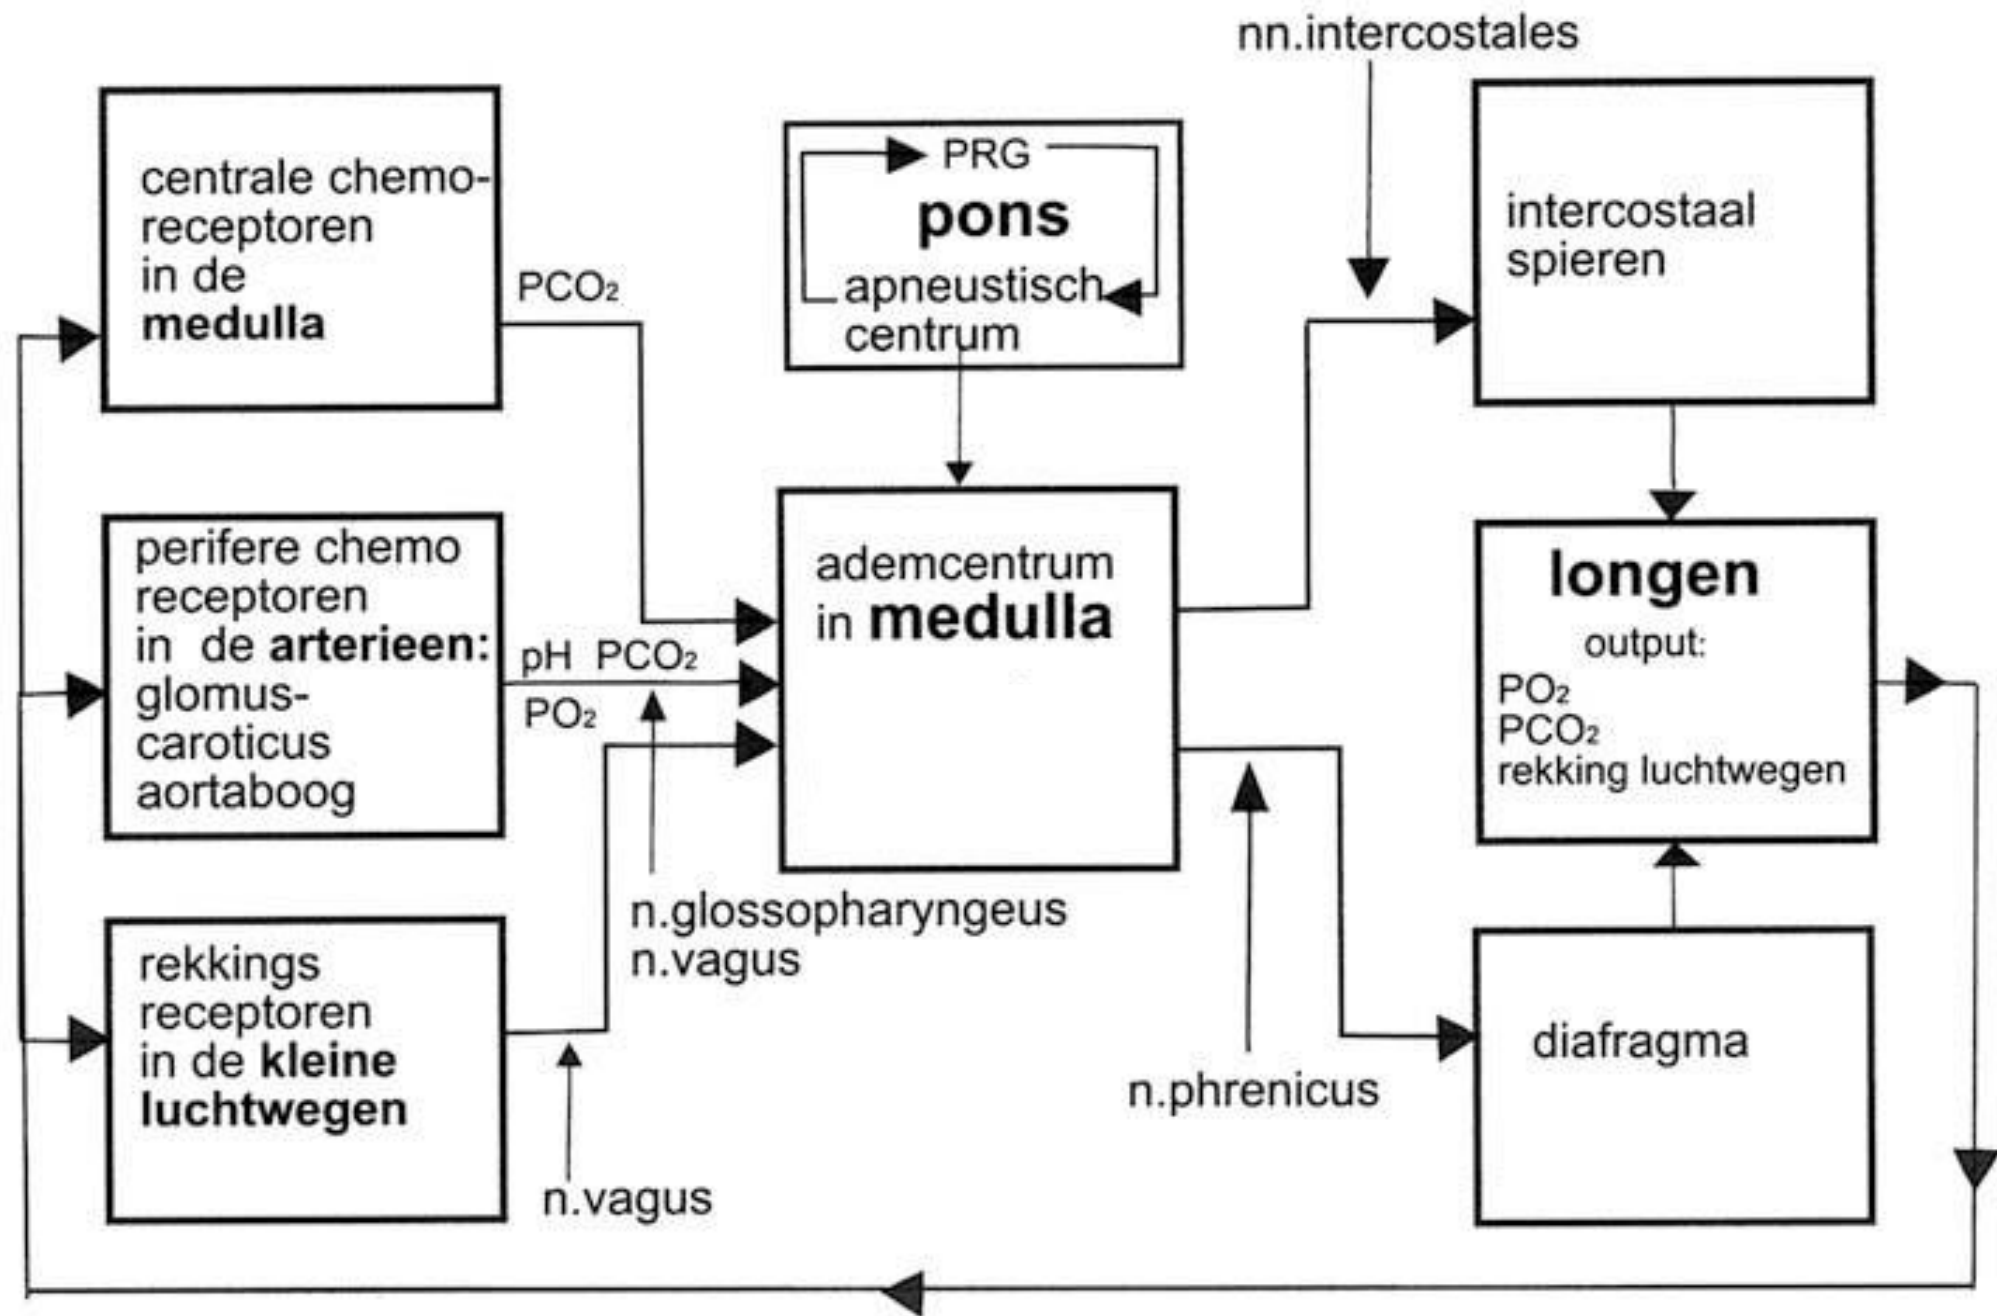 nn.intercostales
centrale chemo-
receptoren
in de
medulla
PCO₂
PRG
pons
apneustisch
centrum
intercostaal
spieren
perifere chemo
receptoren
in de arterieen:
glomus-
caroticus
aortaboog
pH PCO₂
PO₂
ademcentrum
in medulla
longen
output:
PO₂
PCO₂
rekking luchtwegen
n.glossopharyngeus
n.vagus
rekkings
receptoren
in de kleine
luchtwegen
n.vagus
n.phrenicus
diafragma